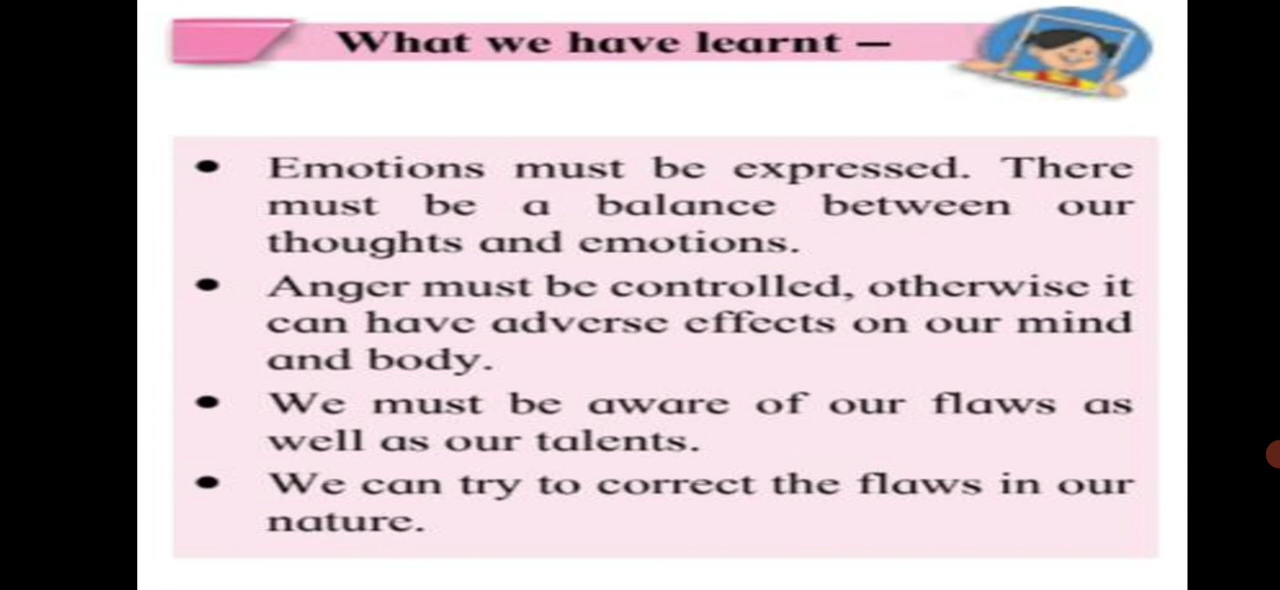 What we have learnt –
• Emotions must be expressed. There
must be a balance between our
thoughts and emotions.
• Anger must be controlled, otherwise it
can have adverse effects on our mind
and body.
• We must be aware of our flaws as
well as our talents.
• We can try to correct the flaws in our
nature.